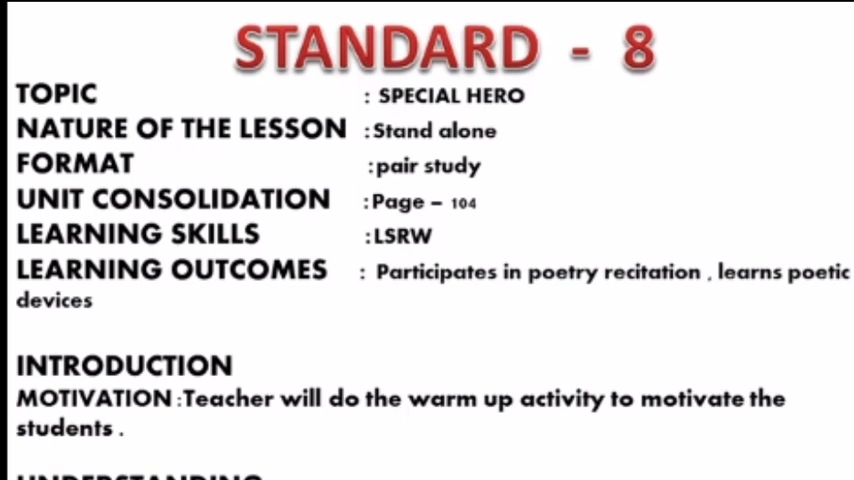 STANDARD - 8
TOPIC : SPECIAL HERO
NATURE OF THE LESSON :Stand alone
FORMAT :pair study
UNIT CONSOLIDATION :Page – 104
LEARNING SKILLS :LSRW
LEARNING OUTCOMES : Participates in poetry recitation , learns poetic
devices
INTRODUCTION
MOTIVATION :Teacher will do the warm up activity to motivate the
students .
UNDERSTANDING